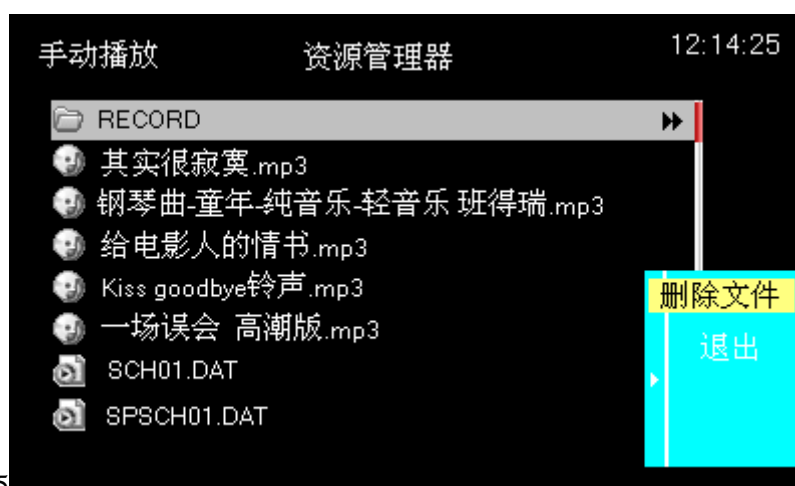 手动播放 资源管理器 12:14:25
RECORD
其实很寂寞.mp3
钢琴曲-童年-纯音乐-轻音乐 班得瑞.mp3
给电影人的情书.mp3
Kiss goodbye铃声.mp3
一场误会 高潮版.mp3
SCH01.DAT
SPSCH01.DAT
删除文件
退出